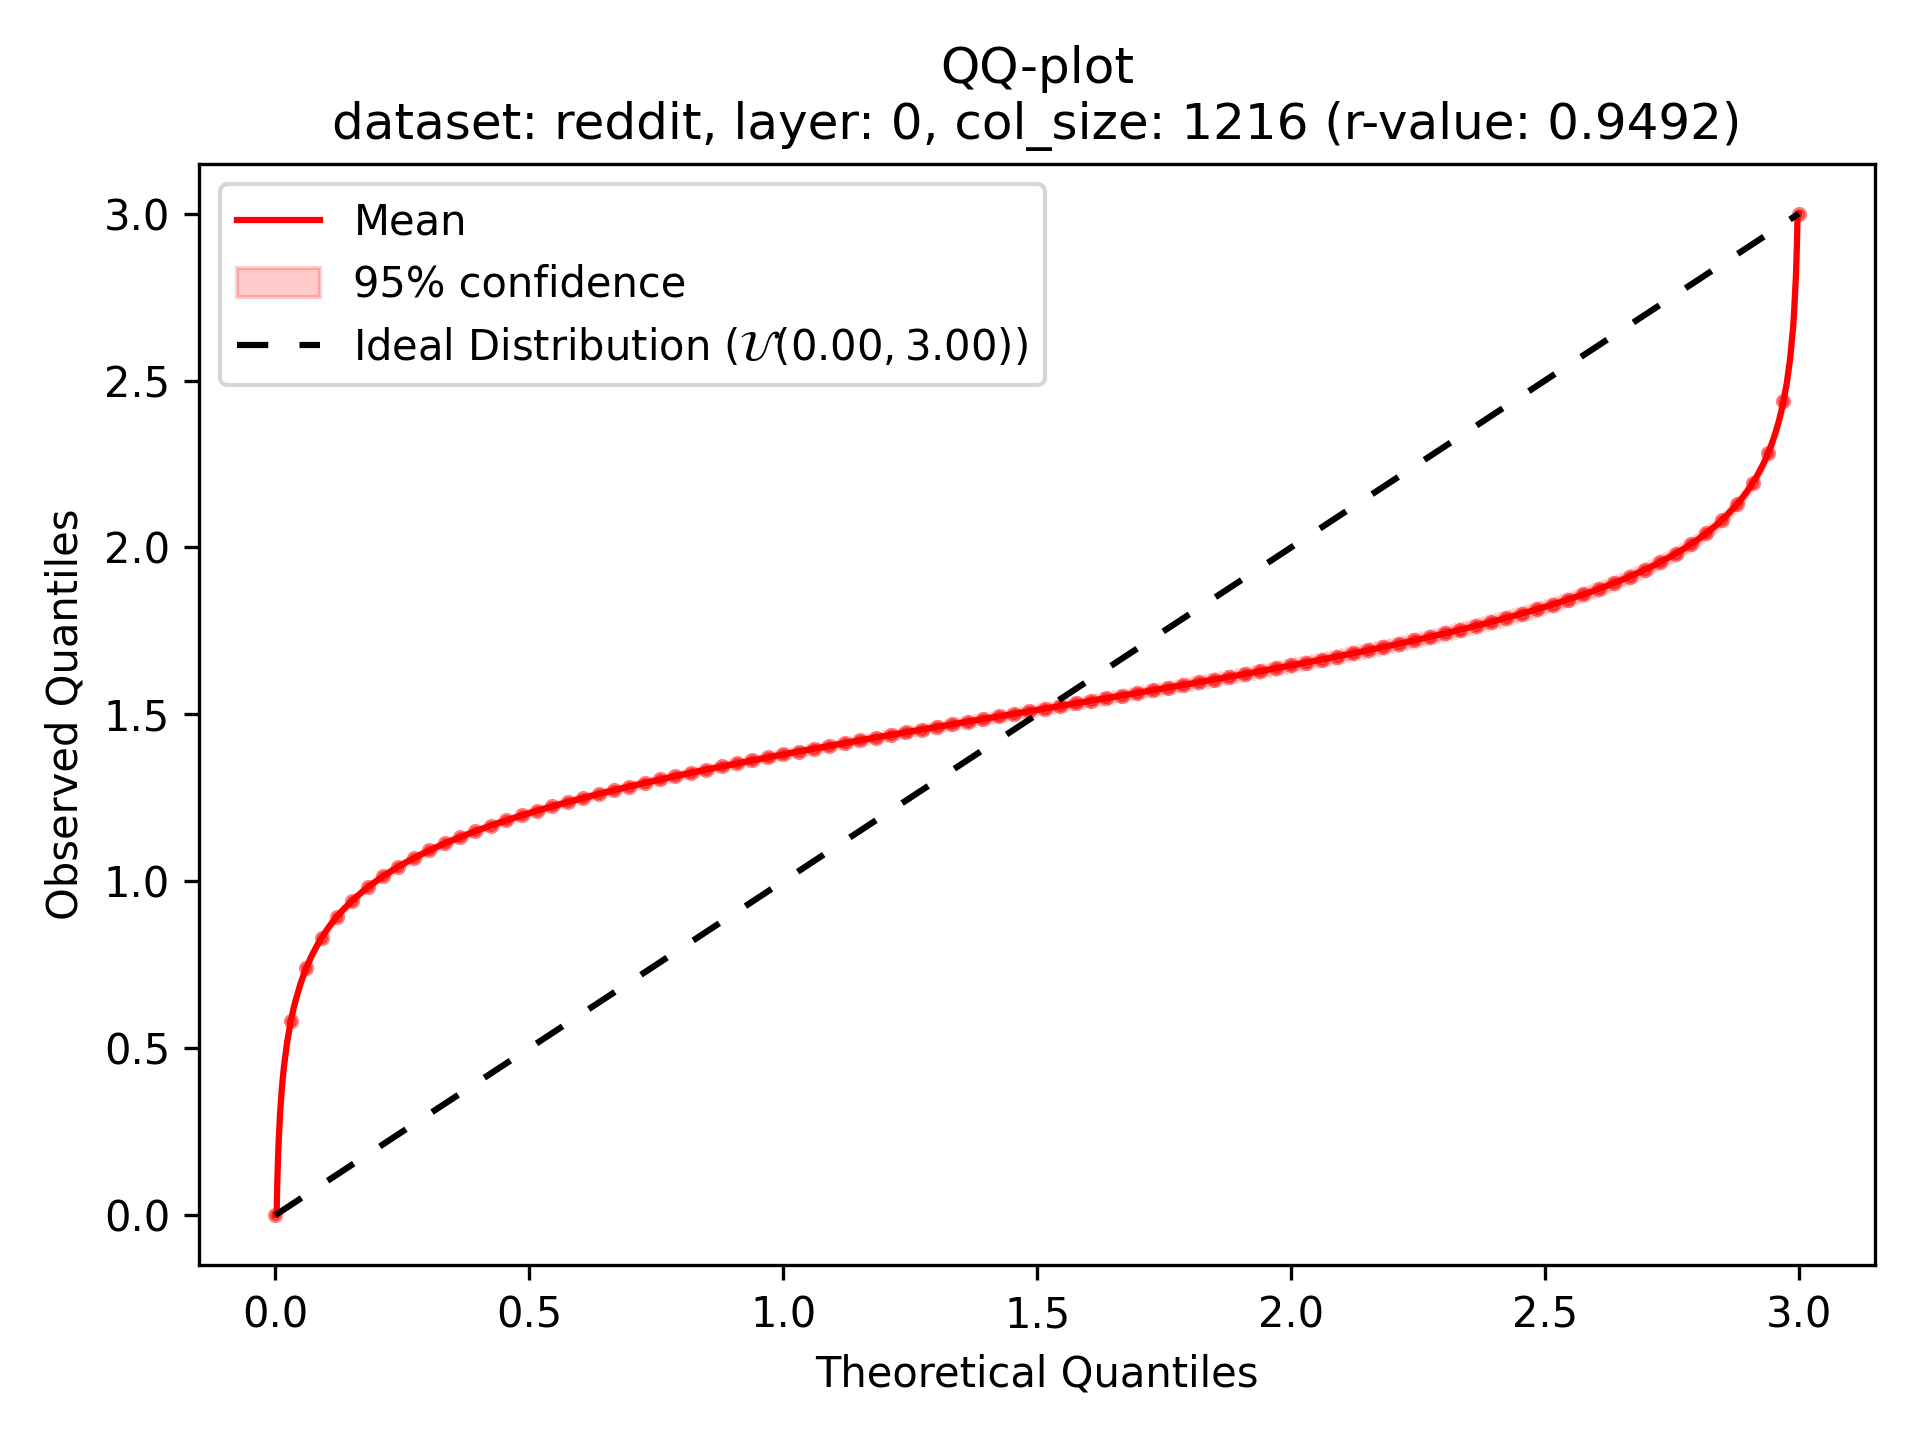 QQ-plot
dataset: reddit, layer: 0, col_size: 1216 (r-value: 0.9492)
Mean
95% confidence
Ideal Distribution (𝒰(0.00, 3.00))
3.0
2.5
2.0
1.5
1.0
0.5
0.0
Observed Quantiles
0.0 0.5 1.0 1.5 2.0 2.5 3.0
Theoretical Quantiles